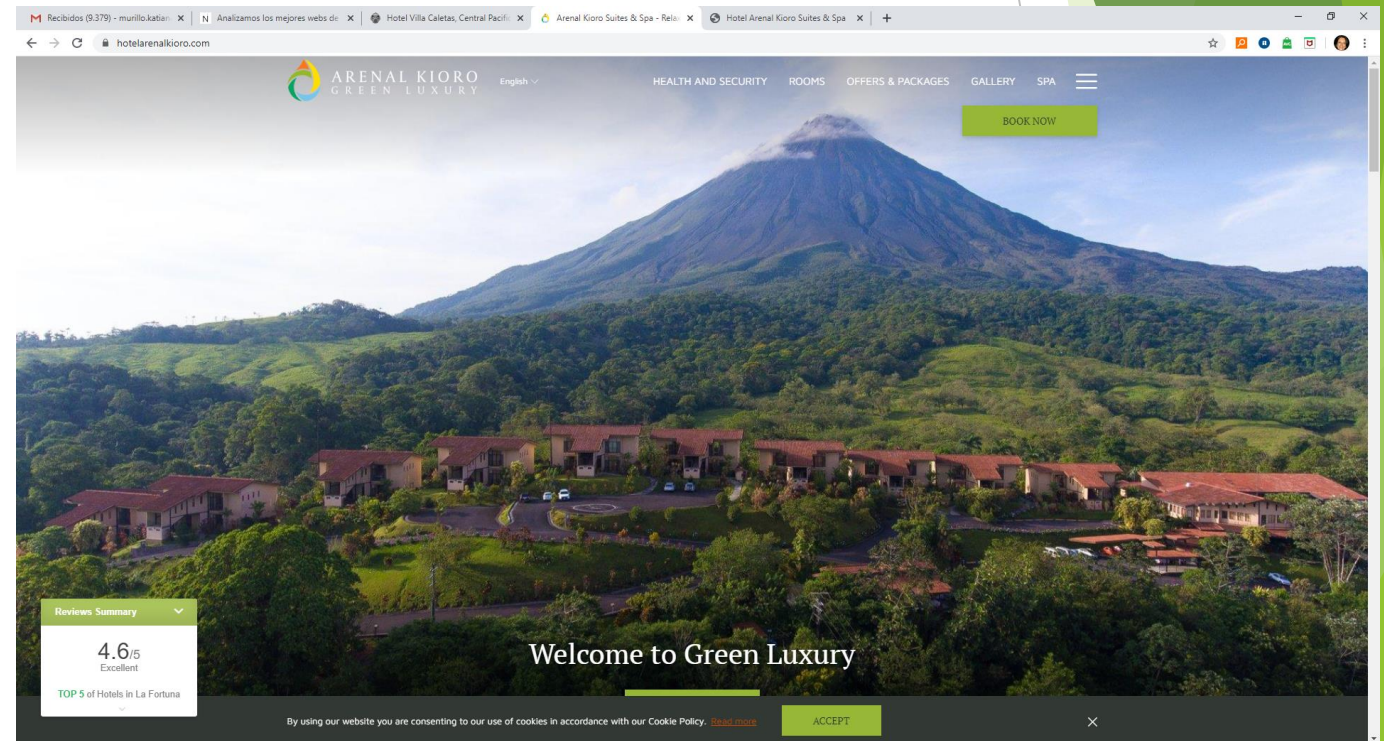 Recibidos (9.379) - murillo.katian
Analizamos los mejores webs de
Hotel Villa Caletas, Central Pacific
Arenal Kioro Suites & Spa - Relax
Hotel Arenal Kioro Suites & Spa
hotelarenalkioro.com
ARENAL KIORO
GREEN LUXURY
English
HEALTH AND SECURITY
ROOMS
OFFERS & PACKAGES
GALLERY
SPA
BOOK NOW
Reviews Summary
4.6/5
Excellent
TOP 5 of Hotels in La Fortuna
Welcome to Green Luxury
By using our website you are consenting to our use of cookies in accordance with our Cookie Policy. Read more
ACCEPT